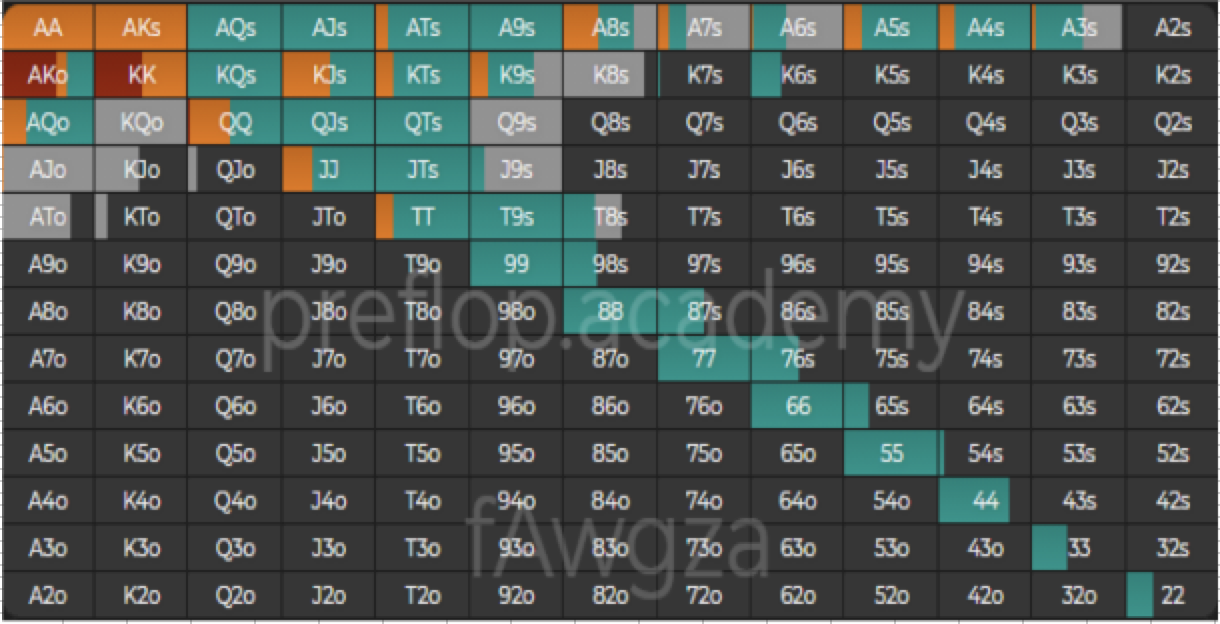 AA AKs AQs AJs ATs A9s A8s A7s A6s A5s A4s A3s A2s
AKo KK KQs KJs KTs K9s K8s K7s K6s K5s K4s K3s K2s
AQo KQo QQ QJs QTs Q9s Q8s Q7s Q6s Q5s Q4s Q3s Q2s
AJo KJo QJo JJ JTs J9s J8s J7s J6s J5s J4s J3s J2s
ATo KTo QTo JTo TT T9s T8s T7s T6s T5s T4s T3s T2s
A9o K9o Q9o J9o T9o 99 98s 97s 96s 95s 94s 93s 92s
A8o K8o Q8o J8o T8o 98o 88 87s 86s 85s 84s 83s 82s
preflop.academy
A7o K7o Q7o J7o T7o 97o 87o 77 76s 75s 74s 73s 72s
A6o K6o Q6o J6o T6o 96o 86o 76o 66 65s 64s 63s 62s
A5o K5o Q5o J5o T5o 95o 85o 75o 65o 55 54s 53s 52s
A4o K4o Q4o J4o T4o 94o 84o 74o 64o 54o 44 43s 42s
fAwgza
A3o K3o Q3o J3o T3o 93o 83o 73o 63o 53o 43o 33 32s
A2o K2o Q2o J2o T2o 92o 82o 72o 62o 52o 42o 32o 22